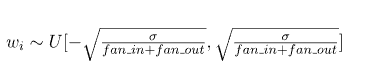 w_i ∼ U[−√(σ/(fan_in+fan_out)), √(σ/(fan_in+fan_out))]